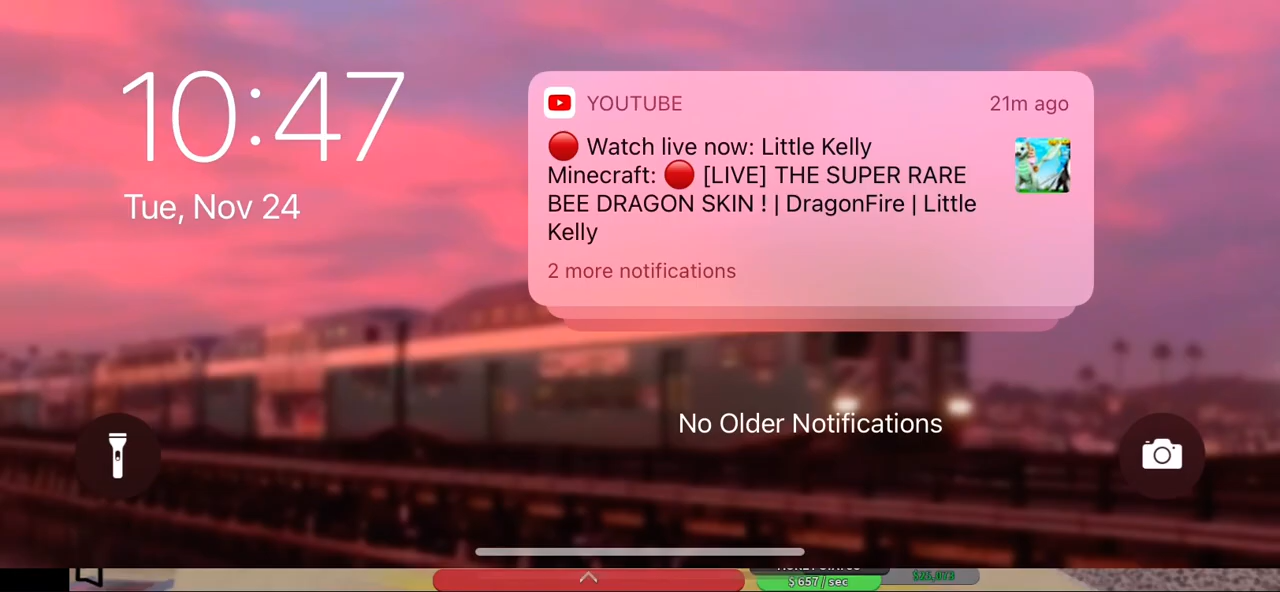 10:47
Tue, Nov 24
YOUTUBE
21m ago
🔴 Watch live now: Little Kelly
Minecraft: 🔴 [LIVE] THE SUPER RARE
BEE DRAGON SKIN ! | DragonFire | Little
Kelly
2 more notifications
No Older Notifications
$657/sec